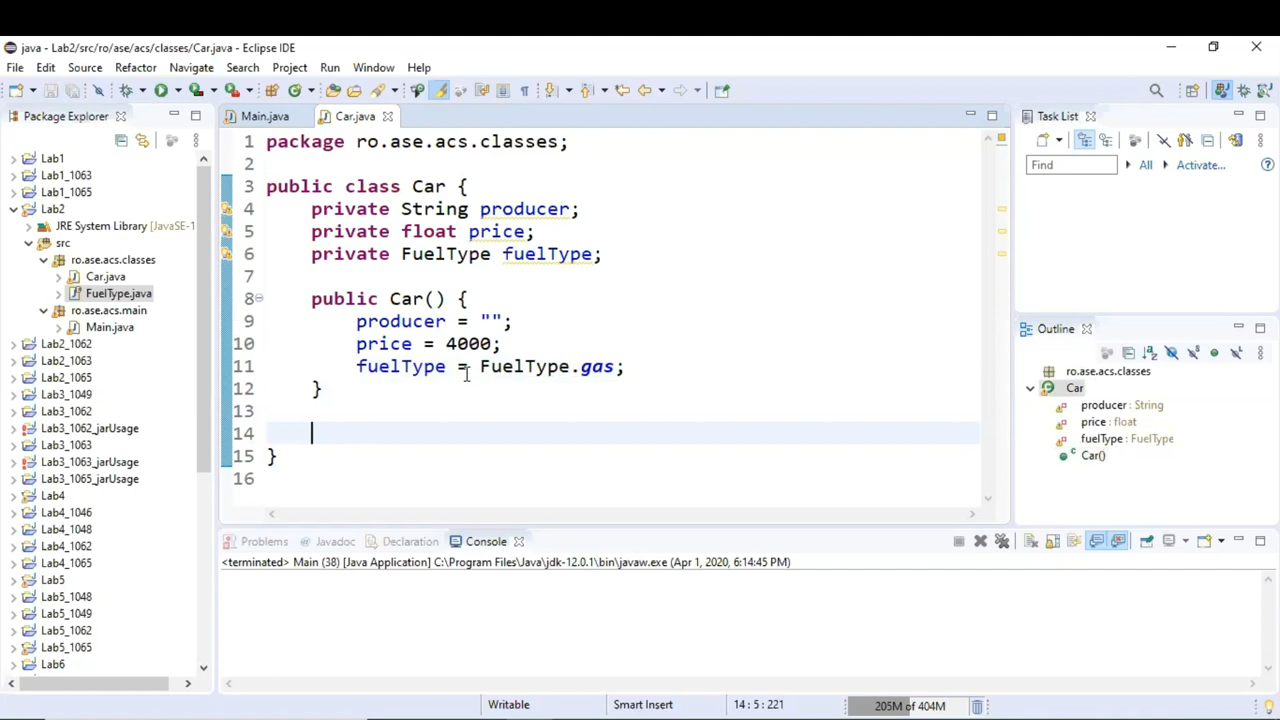 java - Lab2/src/ro/ase/acs/classes/Car.java - Eclipse IDE
File Edit Source Refactor Navigate Search Project Run Window Help
Package Explorer
Lab1
Lab1_1063
Lab1_1065
Lab2
JRE System Library [JavaSE-1
src
ro.ase.acs.classes
Car.java
FuelType.java
ro.ase.acs.main
Main.java
Lab2_1062
Lab2_1063
Lab2_1065
Lab3_1049
Lab3_1062
Lab3_1062_jarUsage
Lab3_1063
Lab3_1063_jarUsage
Lab3_1065_jarUsage
Lab4
Lab4_1046
Lab4_1048
Lab4_1062
Lab4_1065
Lab5
Lab5_1048
Lab5_1049
Lab5_1062
Lab5_1065
Lab6
Main.java Car.java
1 package ro.ase.acs.classes;
2
3 public class Car {
4 private String producer;
5 private float price;
6 private FuelType fuelType;
7
8 public Car() {
9 producer = "";
10 price = 4000;
11 fuelType = FuelType.gas;
12 }
13
14
15 }
16
Task List
Find All Activate...
Outline
ro.ase.acs.classes
Car
producer : String
price : float
fuelType : FuelType
Car()
Problems Javadoc Declaration Console
<terminated> Main (38) [Java Application] C:\Program Files\Java\jdk-12.0.1\bin\javaw.exe (Apr 1, 2020, 6:14:45 PM)
Writable Smart Insert 14 : 5 : 221 205M of 404M